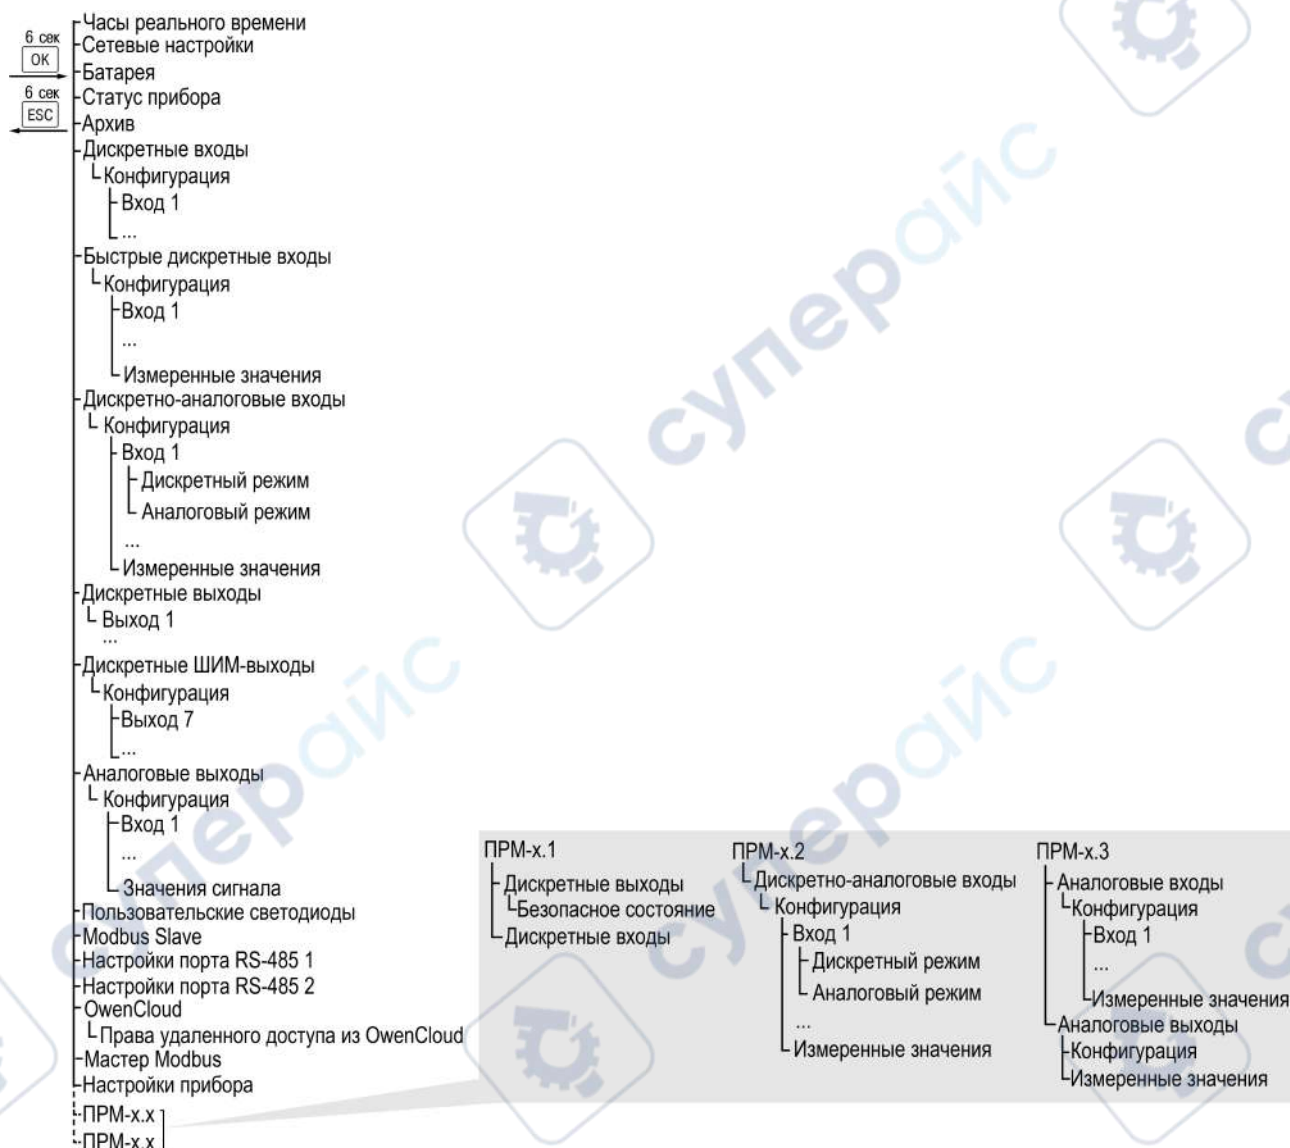 6 сек
OK
6 сек
ESC
Часы реального времени
Сетевые настройки
Батарея
Статус прибора
Архив
Дискретные входы
Конфигурация
Вход 1
...
Быстрые дискретные входы
Конфигурация
Вход 1
...
Измеренные значения
Дискретно-аналоговые входы
Конфигурация
Вход 1
Дискретный режим
Аналоговый режим
...
Измеренные значения
Дискретные выходы
Выход 1
...
Дискретные ШИМ-выходы
Конфигурация
Выход 7
...
Аналоговые выходы
Конфигурация
Вход 1
...
Значения сигнала
Пользовательские светодиоды
Modbus Slave
Настройки порта RS-485 1
Настройки порта RS-485 2
OwenCloud
Права удаленного доступа из OwenCloud
Мастер Modbus
Настройки прибора
ПРМ-х.х
ПРМ-х.х
ПРМ-х.1
Дискретные выходы
Безопасное состояние
Дискретные входы
ПРМ-х.2
Дискретно-аналоговые входы
Конфигурация
Вход 1
Дискретный режим
Аналоговый режим
...
Измеренные значения
ПРМ-х.3
Аналоговые входы
Конфигурация
Вход 1
...
Измеренные значения
Аналоговые выходы
Конфигурация
Измеренные значения
суперайс
суперайс
суперайс